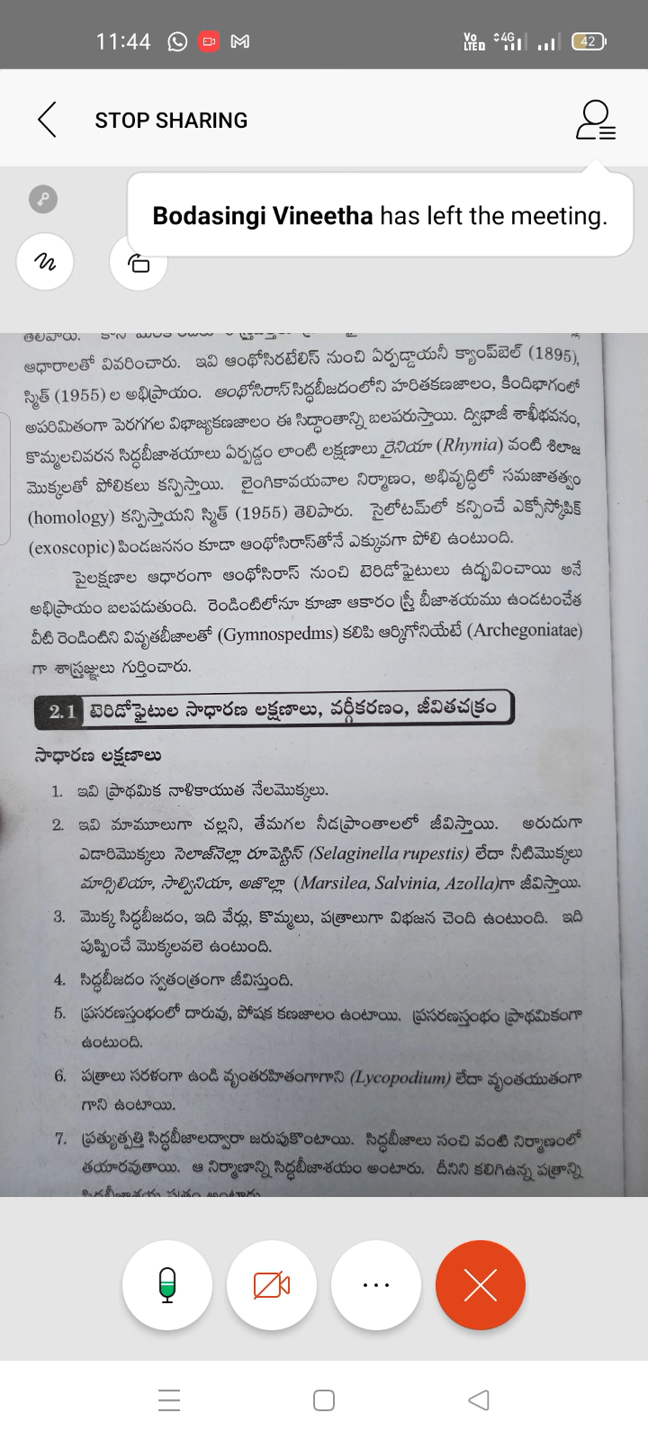 11:44
Vo LTED 4G 42
STOP SHARING
Bodasingi Vineetha has left the meeting.
తెలిపారు. కాని
ఆధారాలతో వివరించారు. ఇవి ఆంథోసిరటేలిస్ నుంచి ఏర్పడ్డాయనీ క్యాంప్‌బెల్ (1895),
స్మిత్ (1955) ల అభిప్రాయం. ఆంథోసిరాస్ సిద్ధబీజదంలోని హరితకణజాలం, కిందిభాగంలో
అపరిమితంగా పెరగగల విభాజ్యకణజాలం ఈ సిద్ధాంతాన్ని బలపరుస్తాయి. ద్విభాజీ శాఖీభవనం,
కొమ్మలచివరన సిద్ధబీజాశయాలు ఏర్పడ్డం లాంటి లక్షణాలు రైనియా (Rhynia) వంటి శిలాజ
మొక్కలతో పోలికలు కన్పిస్తాయి. లైంగికావయవాల నిర్మాణం, అభివృద్ధిలో సమజాతత్వం
(homology) కన్పిస్తాయని స్మిత్ (1955) తెలిపారు. సైలోటమ్‌లో కన్పించే ఎక్సోస్కోపిక్
(exoscopic) పిండజననం కూడా ఆంథోసిరాస్‌తోనే ఎక్కువగా పోలి ఉంటుంది.
పైలక్షణాల ఆధారంగా ఆంథోసిరాస్ నుంచి టెరిడోఫైటులు ఉద్భవించాయి అనే
అభిప్రాయం బలపడుతుంది. రెండింటిలోనూ కూజా ఆకారం స్త్రీ బీజాశయము ఉండటంచేత
వీటి రెండింటిని వివృతబీజాలతో (Gymnospedms) కలిపి ఆర్కిగోనియేటే (Archegoniatae)
గా శాస్త్రజ్ఞులు గుర్తించారు.
2.1 టెరిడోఫైటుల సాధారణ లక్షణాలు, వర్గీకరణం, జీవితచక్రం
సాధారణ లక్షణాలు
1. ఇవి ప్రాథమిక నాళికాయుత నేలమొక్కలు.
2. ఇవి మామూలుగా చల్లని, తేమగల నీడప్రాంతాలలో జీవిస్తాయి. అరుదుగా
ఎడారిమొక్కలు సెలాజినెల్లా రూపెస్ట్రిస్ (Selaginella rupestis) లేదా నీటిమొక్కలు
మార్సీలియా, సాల్వినియా, అజొల్లా (Marsilea, Salvinia, Azolla)గా జీవిస్తాయి.
3. మొక్క సిద్ధబీజదం, ఇది వేర్లు, కొమ్మలు, పత్రాలుగా విభజన చెంది ఉంటుంది. ఇది
పుష్పించే మొక్కలవలె ఉంటుంది.
4. సిద్ధబీజదం స్వతంత్రంగా జీవిస్తుంది.
5. ప్రసరణస్తంభంలో దారువు, పోషక కణజాలం ఉంటాయి. ప్రసరణస్తంభం ప్రాథమికంగా
ఉంటుంది.
6. పత్రాలు సరళంగా ఉండి వృంతరహితంగాగాని (Lycopodium) లేదా వృంతయుతంగా
గాని ఉంటాయి.
7. ప్రత్యుత్పత్తి సిద్ధబీజాలద్వారా జరుపుకొంటాయి. సిద్ధబీజాలు సంచి వంటి నిర్మాణంలో
తయారవుతాయి. ఆ నిర్మాణాన్ని సిద్ధబీజాశయం అంటారు. దీనిని కలిగిఉన్న పత్రాన్ని
సిద్ధబీజాశయ పత్రం అంటారు.